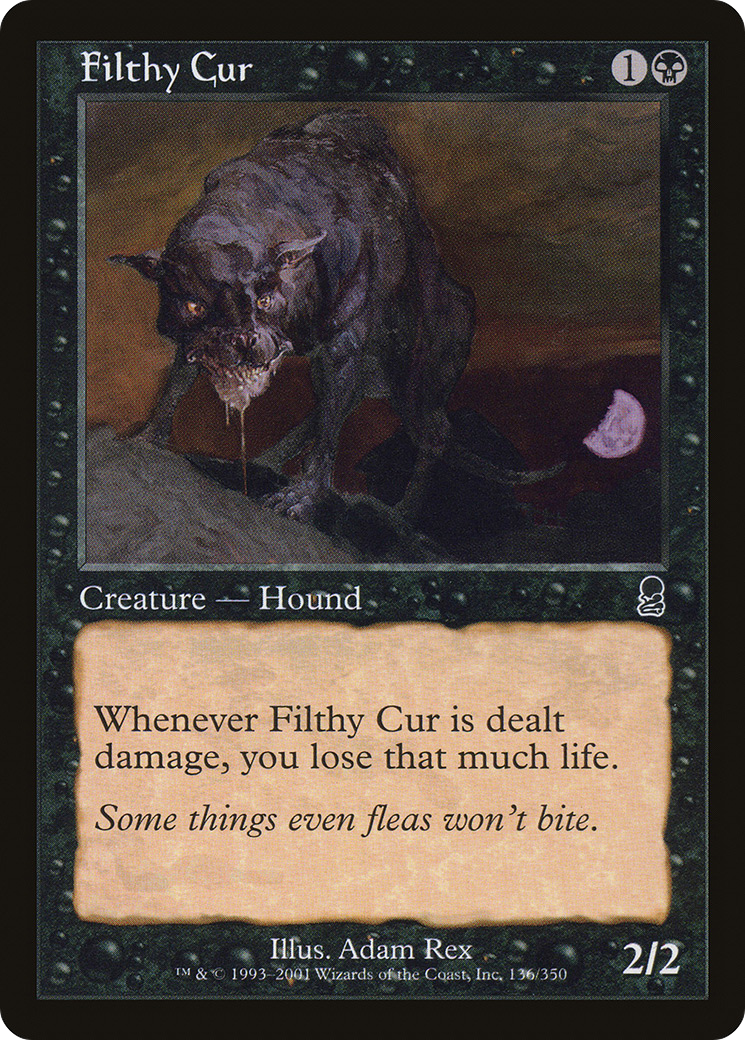 Filthy Cur
1
Creature — Hound
Whenever Filthy Cur is dealt
damage, you lose that much life.
Some things even fleas won't bite.
Illus. Adam Rex
™ & © 1993–2001 Wizards of the Coast, Inc. 136/350
2/2